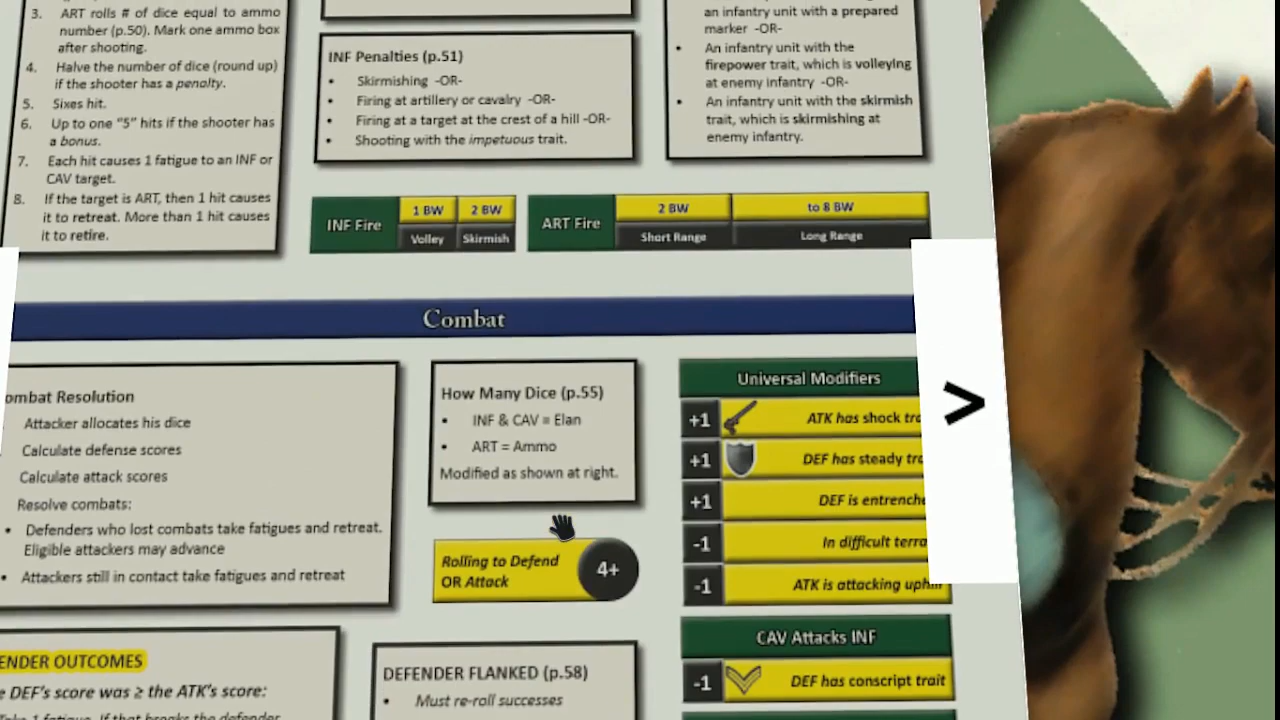 3. ART rolls # of dice equal to ammo
number (p.50). Mark one ammo box
after shooting.
4. Halve the number of dice (round up)
if the shooter has a penalty.
5. Sixes hit.
6. Up to one "5" hits if the shooter has
a bonus.
7. Each hit causes 1 fatigue to an INF or
CAV target.
8. If the target is ART, then 1 hit causes
it to retreat. More than 1 hit causes
it to retire.
INF Penalties (p.51)
• Skirmishing -OR-
• Firing at artillery or cavalry -OR-
• Firing at a target at the crest of a hill -OR-
• Shooting with the impetuous trait.
an infantry unit with a prepared
marker -OR-
• An infantry unit with the
firepower trait, which is volleying
at enemy infantry -OR-
• An infantry unit with the skirmish
trait, which is skirmishing at
enemy infantry.
INF Fire
1 BW
2 BW
Volley
Skirmish
ART Fire
2 BW
to 8 BW
Short Range
Long Range
Combat
ombat Resolution
Attacker allocates his dice
Calculate defense scores
Calculate attack scores
Resolve combats:
• Defenders who lost combats take fatigues and retreat.
Eligible attackers may advance
• Attackers still in contact take fatigues and retreat
How Many Dice (p.55)
• INF & CAV = Elan
• ART = Ammo
Modified as shown at right.
Rolling to Defend
OR Attack
4+
Universal Modifiers
+1 ATK has shock tra
+1 DEF has steady tra
+1 DEF is entrenche
-1 In difficult terra
-1 ATK is attacking uphill
CAV Attacks INF
-1 DEF has conscript trait
>
ENDER OUTCOMES
e DEF's score was ≥ the ATK's score:
Take 1 fatigue. If that breaks the defender
DEFENDER FLANKED (p.58)
• Must re-roll successes